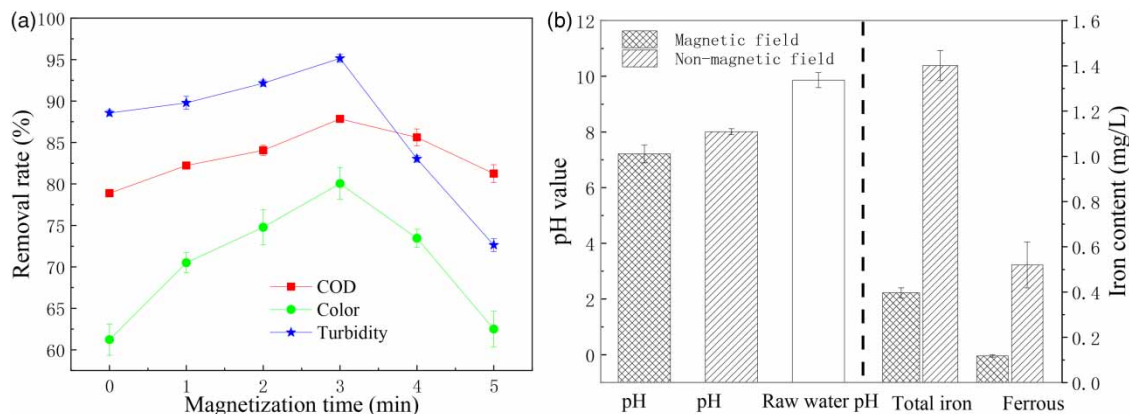 (a)
100
95
90
85
80
75
70
65
60
Removal rate (%)
COD
Color
Turbidity
0 1 2 3 4 5
Magnetization time (min)
(b)
12
10
8
6
4
2
0
pH value
Magnetic field
Non-magnetic field
1.6
1.4
1.2
1.0
0.8
0.6
0.4
0.2
0.0
Iron content (mg/L)
pH pH Raw water pH Total iron Ferrous